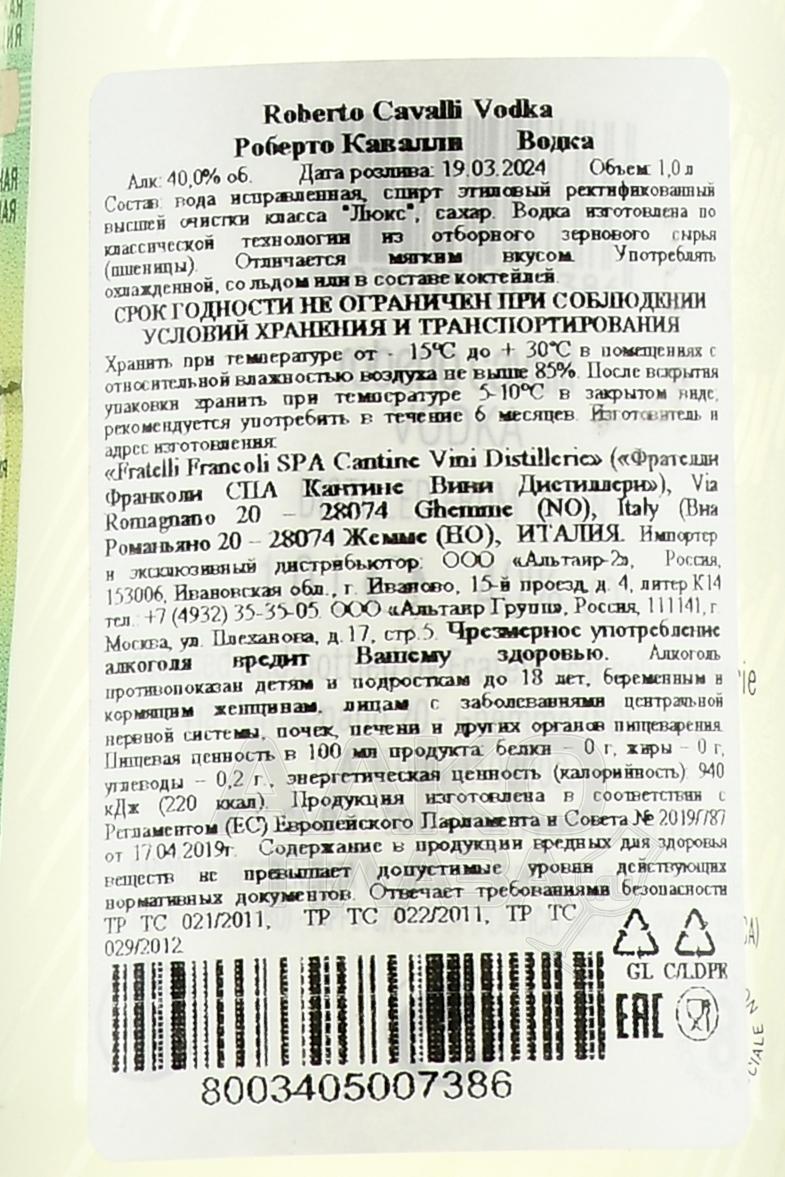 Roberto Cavalli Vodka
Роберто Кавалли Водка
Алк: 40,0% об. Дата розлива: 19.03.2024 Объем: 1,0 л
Состав: вода исправленная, спирт этиловый ректификованный
высшей очистки класса "Люкс", сахар. Водка изготовлена по
классической технологии из отборного зернового сырья
(пшеницы). Отличается мягким вкусом. Употреблять
охлажденной, со льдом или в составе коктейлей.
СРОК ГОДНОСТИ НЕ ОГРАНИЧЕН ПРИ СОБЛЮДЕНИИ
УСЛОВИЙ ХРАНЕНИЯ И ТРАНСПОРТИРОВАНИЯ
Хранить при температуре от - 15°С до + 30°С в помещениях с
относительной влажностью воздуха не выше 85%. После вскрытия
упаковки хранить при температуре 5-10°С в закрытом виде,
рекомендуется употребить в течение 6 месяцев. Изготовитель и
адрес изготовления:
«Fratelli Francoli SPA Cantine Vini Distillerie» («Фрателли
Франколи СПА Кантине Вини Дистиллери»), Via
Romagnano 20 – 28074 Ghemme (NO), Italy (Виа
Романьяно 20 – 28074 Жемме (НО), ИТАЛИЯ. Импортер
и эксклюзивный дистрибьютор: ООО «Альтаир-2», Россия,
153006, Ивановская обл., г. Иваново, 15-й проезд, д. 4, литер К14
тел. +7 (4932) 35-35-05. ООО «Альтаир Групп», Россия, 111141, г.
Москва, ул. Плеханова, д. 17, стр. 5. Чрезмерное употребление
алкоголя вредит Вашему здоровью. Алкоголь
противопоказан детям и подросткам до 18 лет, беременным и
кормящим женщинам, лицам с заболеваниями центральной
нервной системы, почек, печени и других органов пищеварения.
Пищевая ценность в 100 мл продукта: белки – 0 г, жиры – 0 г,
углеводы – 0,2 г., энергетическая ценность (калорийность): 940
кДж (220 ккал). Продукция изготовлена в соответствии с
Регламентом (ЕС) Европейского Парламента и Совета № 2019/787
от 17.04.2019г. Содержание в продукции вредных для здоровья
веществ не превышает допустимые уровни действующих
нормативных документов. Отвечает требованиями безопасности
ТР ТС 021/2011, ТР ТС 022/2011, ТР ТС
029/2012
GL C/LDPE
EAC
8003405007386